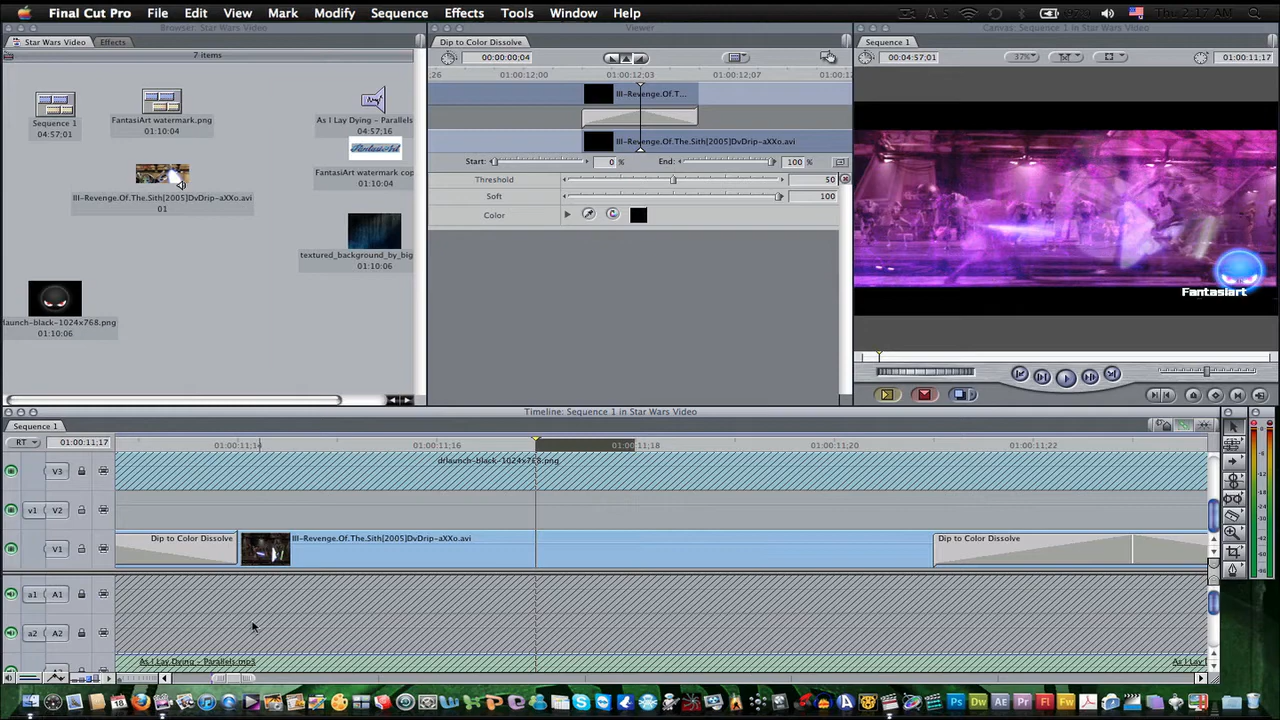 Final Cut Pro File Edit View Mark Modify Sequence Effects Tools Window Help Thu 2:17 AM
Browser: Star Wars Video
Star Wars Video Effects
7 items
Sequence 1
04:57;01
FantasiArt watermark.png
01:10:04
As I Lay Dying - Parallels
04:57;16
FantasiArt
FantasiArt watermark cop
01:10:04
III-Revenge.Of.The.Sith[2005]DvDrip-aXXo.avi
01
textured_background_by_big
01:10:06
rlaunch-black-1024x768.png
01:10:06
Viewer
Dip to Color Dissolve
00:00:00;04
;26 01:00:12;00 01:00:12;03 01:00:12;07 01:00:12
III-Revenge.Of.T...
III-Revenge.Of.The.Sith[2005]DvDrip-aXXo.avi
Start: 0 % End: 100 %
Threshold 50
Soft 100
Color
Canvas: Sequence 1 in Star Wars Video
Sequence 1
00:04:57;01 37% 01:00:11;17
Fantasiart
Timeline: Sequence 1 in Star Wars Video
Sequence 1
RT 01:00:11;17 01:00:11;14 01:00:11;16 01:00:11;18 01:00:11;20 01:00:11;22
V3 drlaunch-black-1024x768.png
v1 V2
V1 Dip to Color Dissolve III-Revenge.Of.The.Sith[2005]DvDrip-aXXo.avi Dip to Color Dissolve
a1 A1
a2 A2
As I Lay Dying - Parallels.mp3 As I Lay